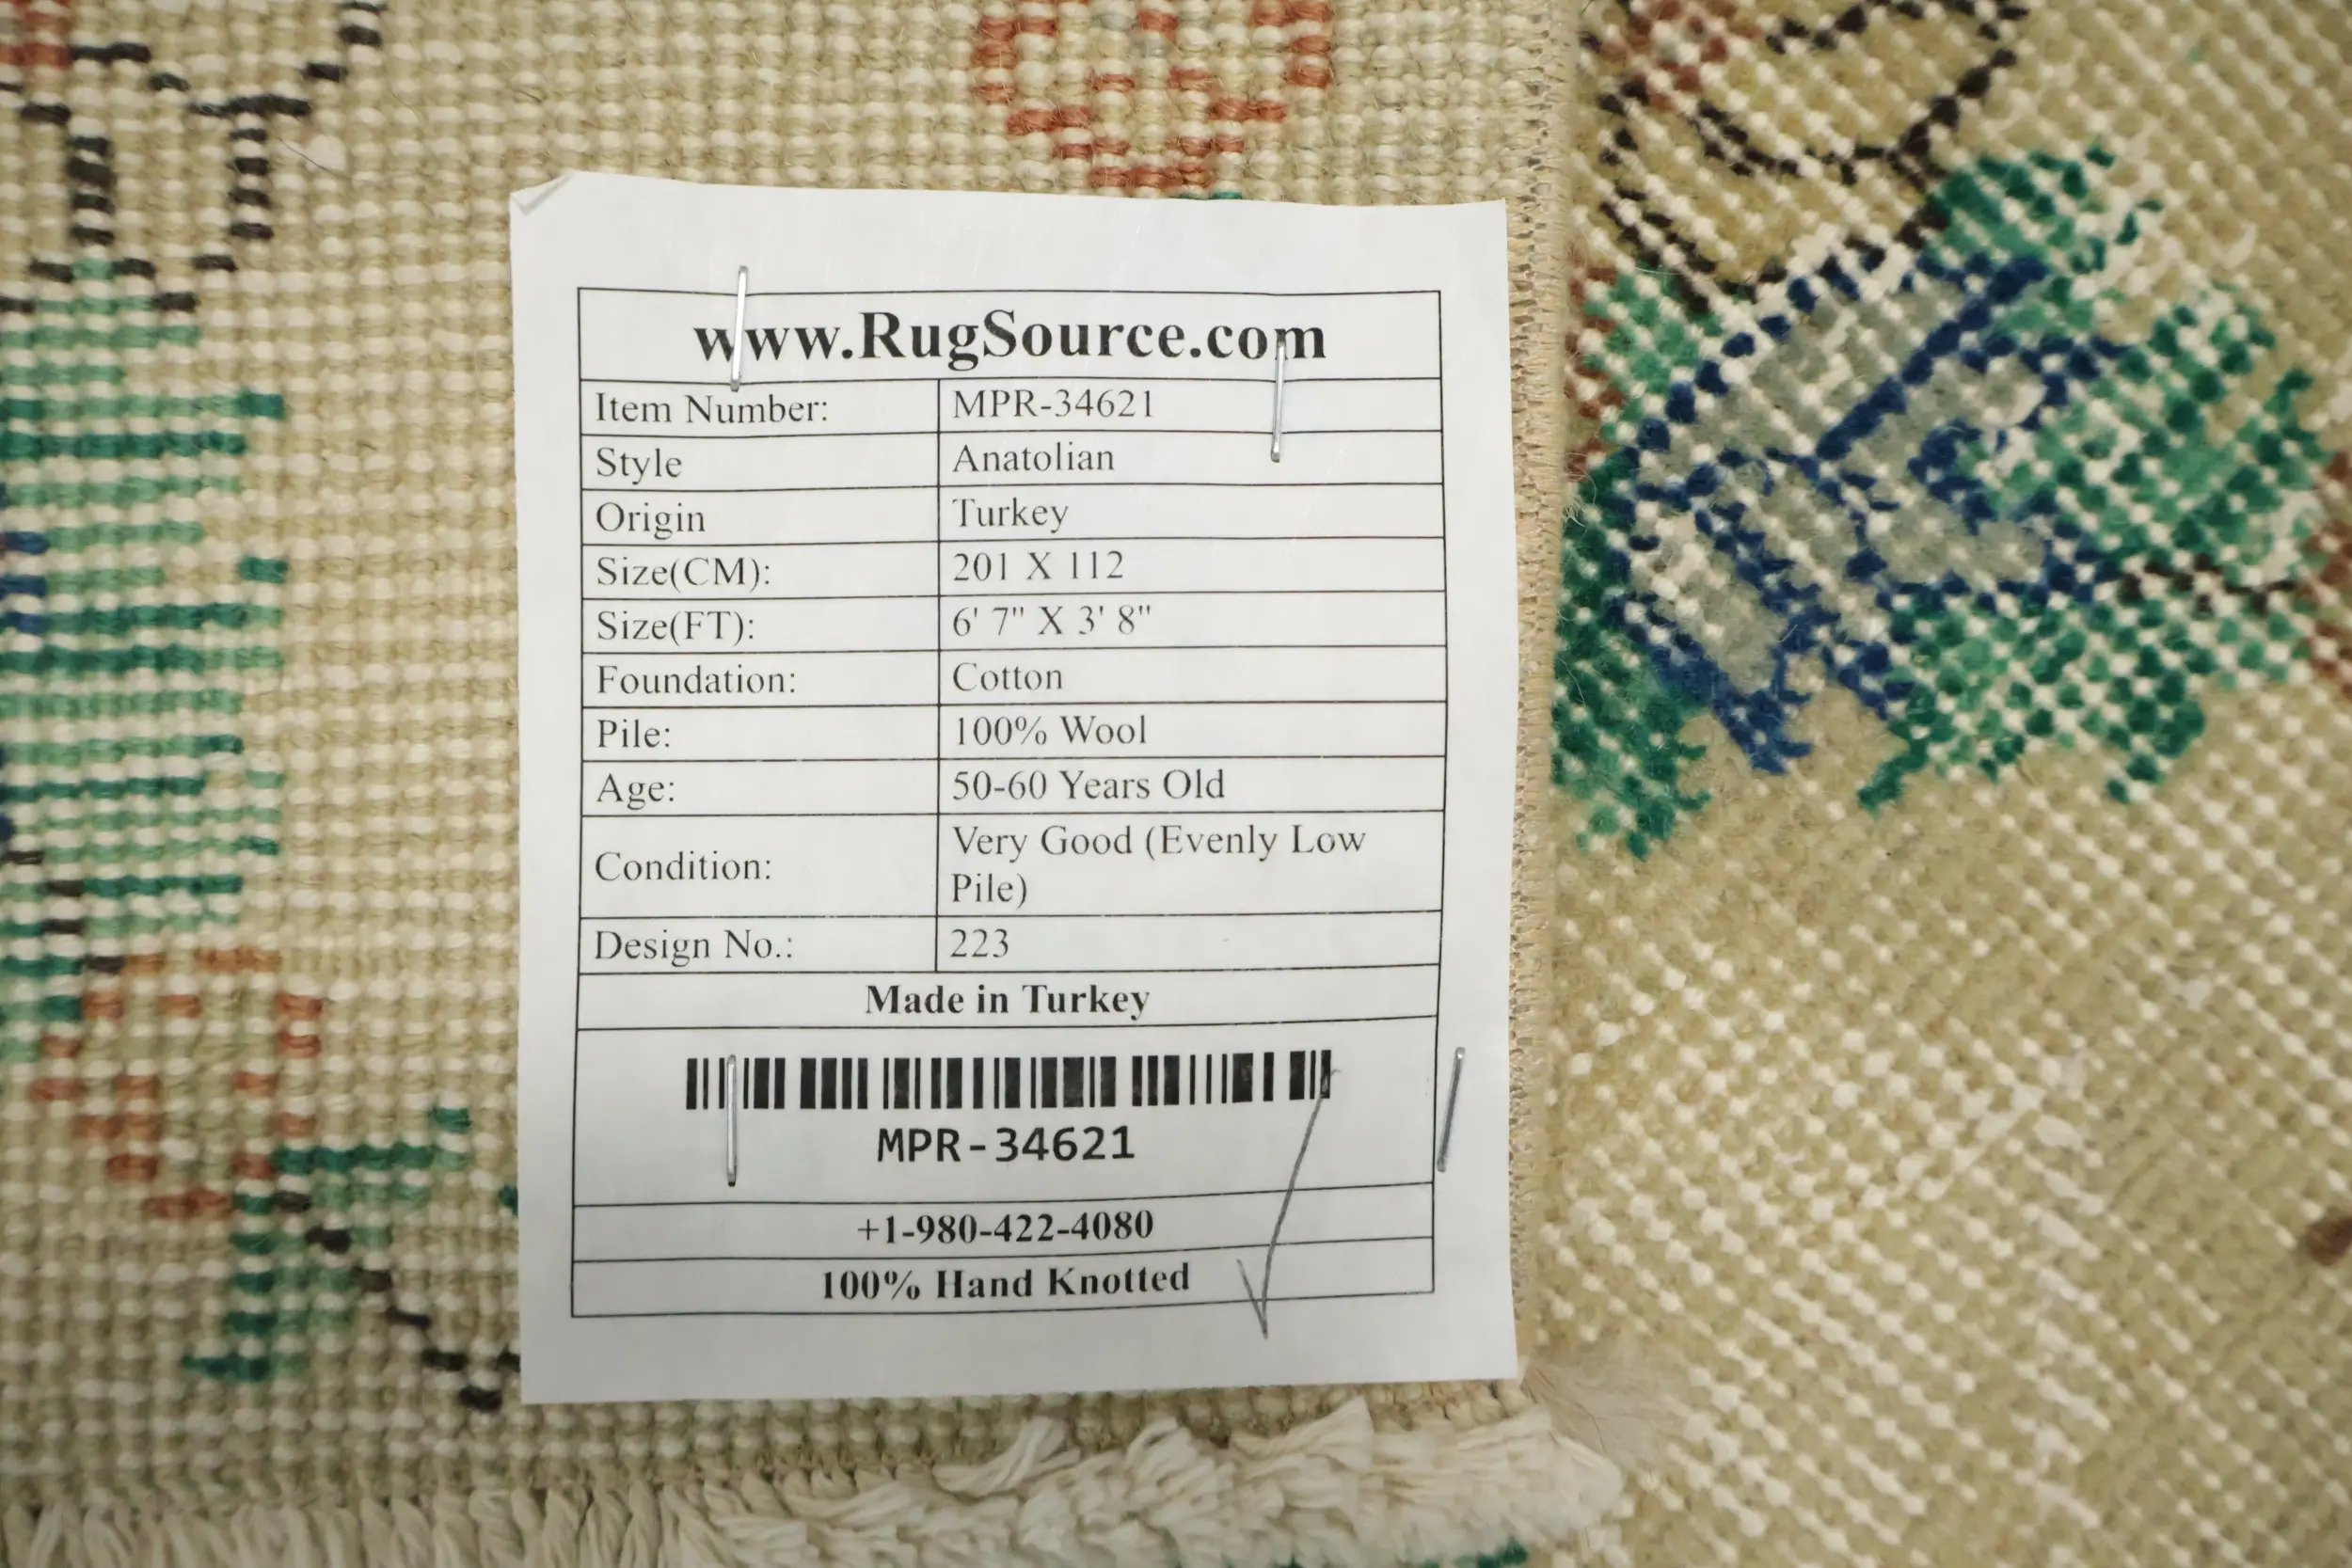 www.RugSource.com
Item Number: MPR-34621
Style Anatolian
Origin Turkey
Size(CM): 201 X 112
Size(FT): 6' 7" X 3' 8"
Foundation: Cotton
Pile: 100% Wool
Age: 50-60 Years Old
Condition: Very Good (Evenly Low
Pile)
Design No.: 223
Made in Turkey
MPR-34621
+1-980-422-4080
100% Hand Knotted